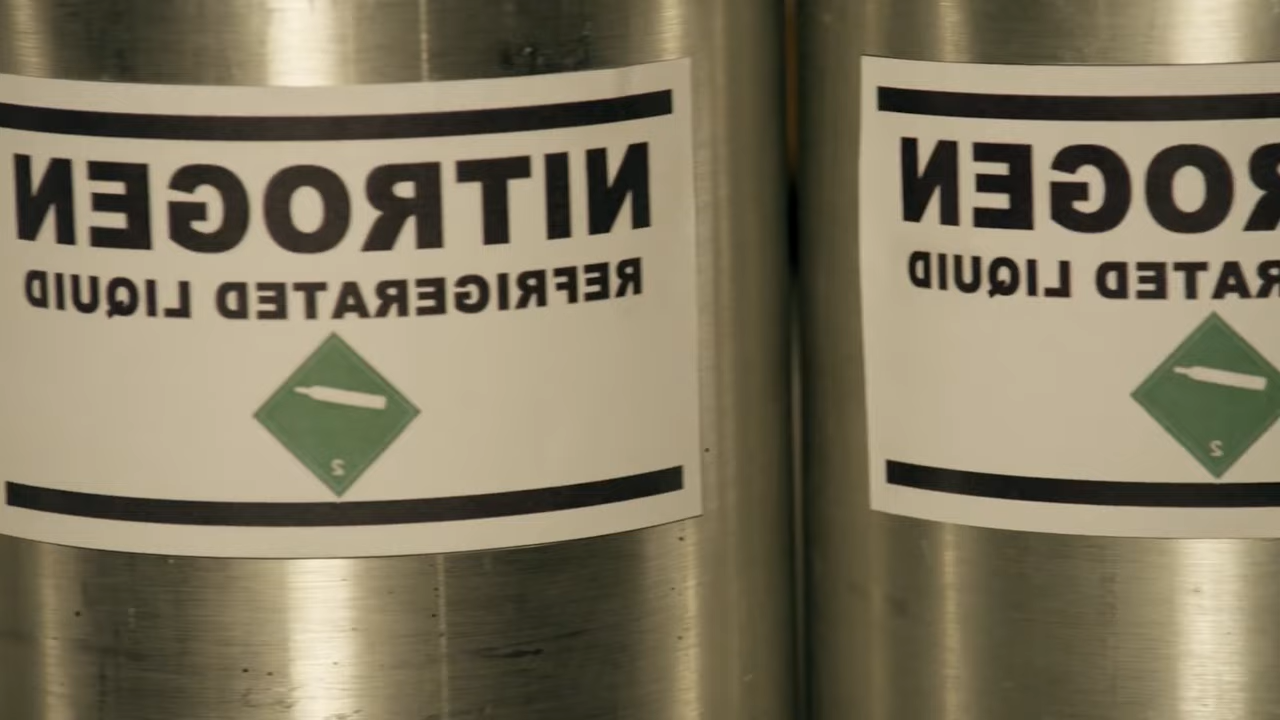 NITROGEN
REFRIGERATED LIQUID
2
ROGEN
RATED LIQUID
2